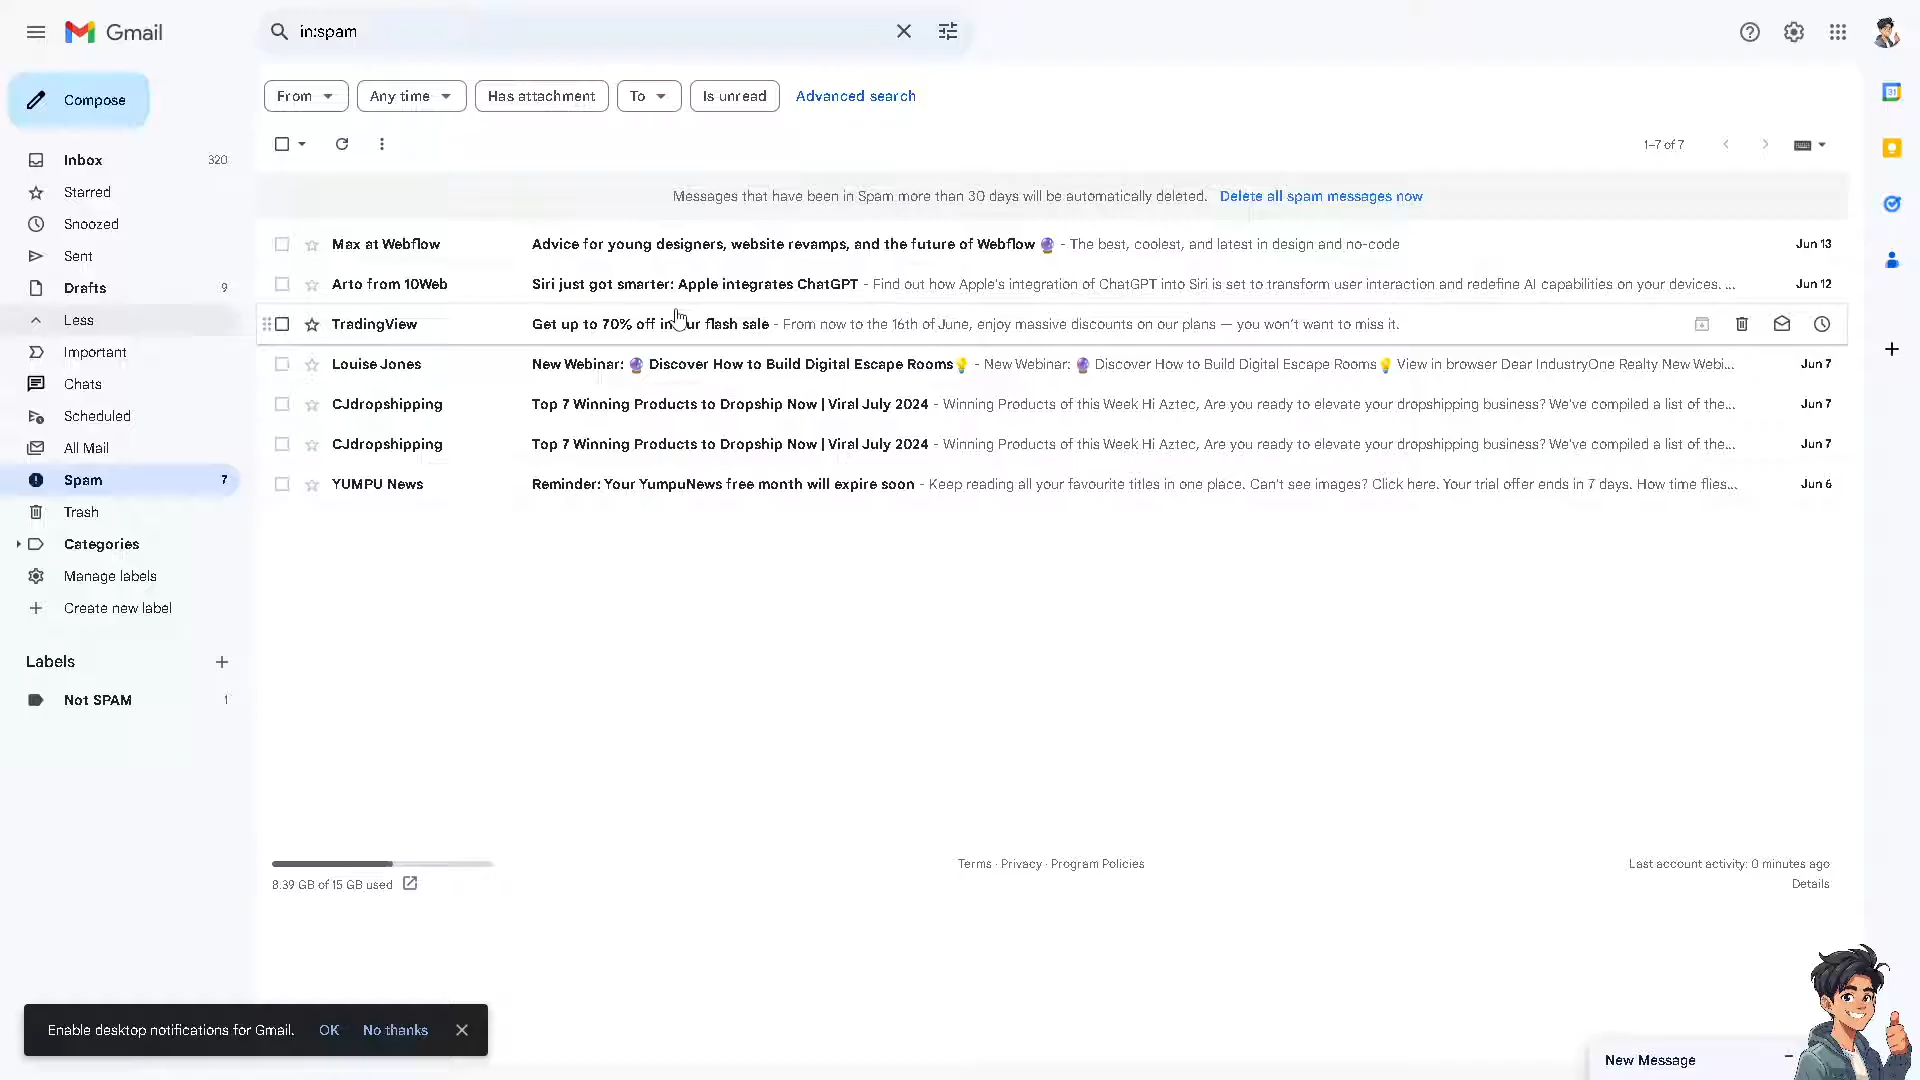 Gmail
in:spam
Compose
From
Any time
Has attachment
To
Is unread
Advanced search
1–7 of 7
Messages that have been in Spam more than 30 days will be automatically deleted. Delete all spam messages now
Inbox 320
Starred
Snoozed
Sent
Drafts 9
Less
Important
Chats
Scheduled
All Mail
Spam 7
Trash
Categories
Manage labels
Create new label
Labels
Not SPAM 1
Max at Webflow Advice for young designers, website revamps, and the future of Webflow 🔮 - The best, coolest, and latest in design and no-code Jun 13
Arto from 10Web Siri just got smarter: Apple integrates ChatGPT - Find out how Apple's integration of ChatGPT into Siri is set to transform user interaction and redefine AI capabilities on your devices. ... Jun 12
TradingView Get up to 70% off in ur flash sale - From now to the 16th of June, enjoy massive discounts on our plans — you won't want to miss it.
Louise Jones New Webinar: 🔮 Discover How to Build Digital Escape Rooms💡 - New Webinar: 🔮 Discover How to Build Digital Escape Rooms💡 View in browser Dear IndustryOne Realty New Webi... Jun 7
CJdropshipping Top 7 Winning Products to Dropship Now | Viral July 2024 - Winning Products of this Week Hi Aztec, Are you ready to elevate your dropshipping business? We've compiled a list of the... Jun 7
CJdropshipping Top 7 Winning Products to Dropship Now | Viral July 2024 - Winning Products of this Week Hi Aztec, Are you ready to elevate your dropshipping business? We've compiled a list of the... Jun 7
YUMPU News Reminder: Your YumpuNews free month will expire soon - Keep reading all your favourite titles in one place. Can't see images? Click here. Your trial offer ends in 7 days. How time flies... Jun 6
8.39 GB of 15 GB used
Terms · Privacy · Program Policies
Last account activity: 0 minutes ago
Details
Enable desktop notifications for Gmail. OK No thanks
New Message
31